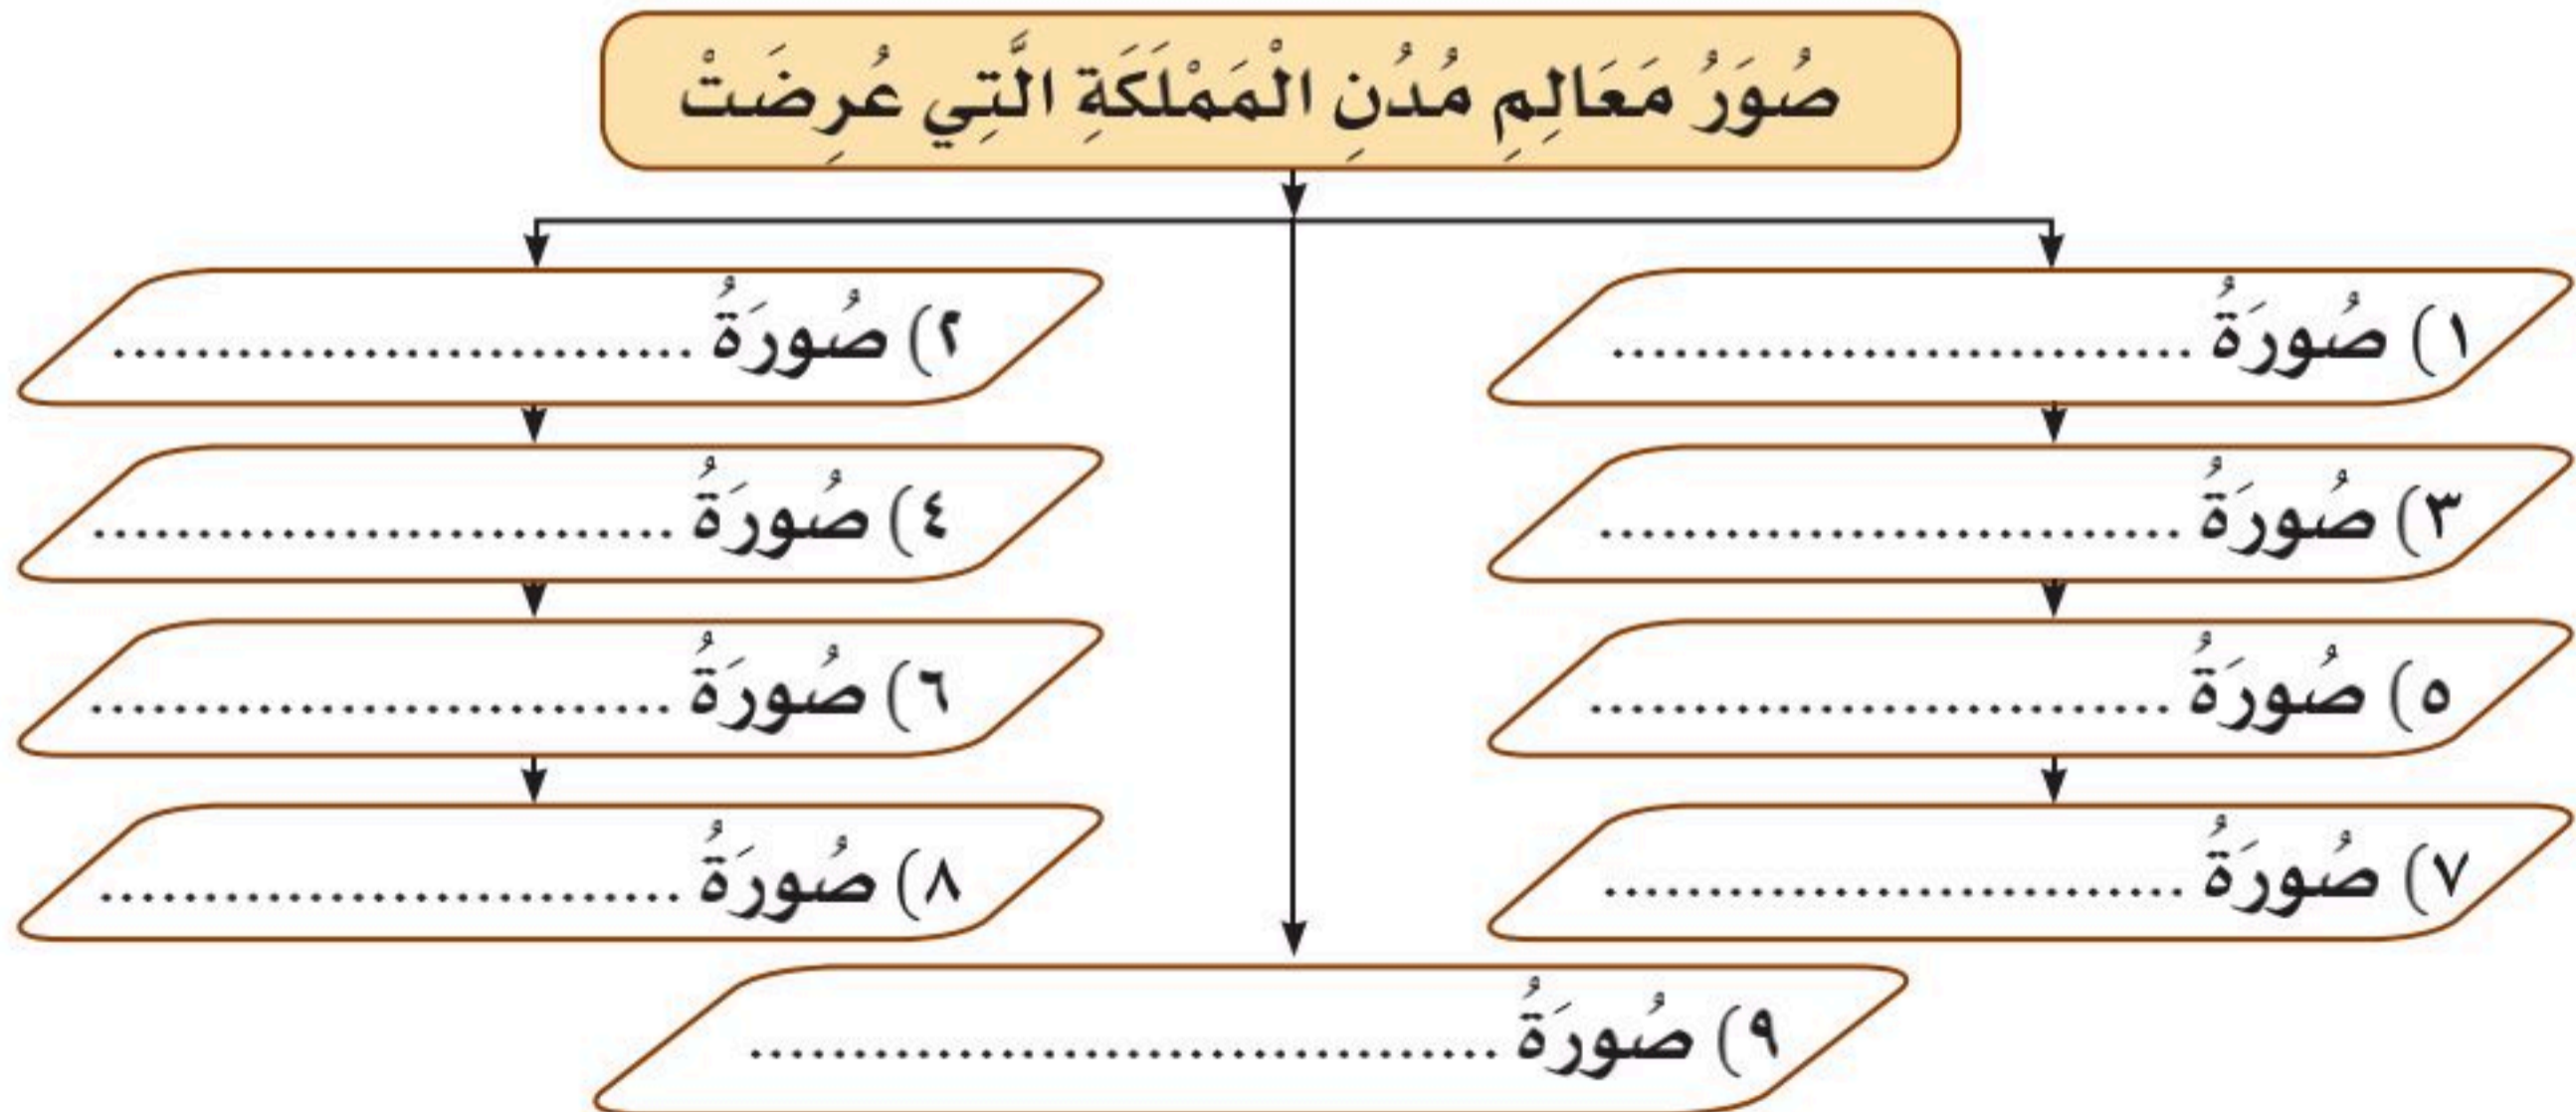 صُوَرُ مَعَالِمِ مُدُنِ الْمَمْلَكَةِ الَّتِي عُرِضَتْ
١) صُورَةُ ............................
٢) صُورَةُ ............................
٣) صُورَةُ ............................
٤) صُورَةُ ............................
٥) صُورَةُ ............................
٦) صُورَةُ ............................
٧) صُورَةُ ............................
٨) صُورَةُ ............................
٩) صُورَةُ ....................................